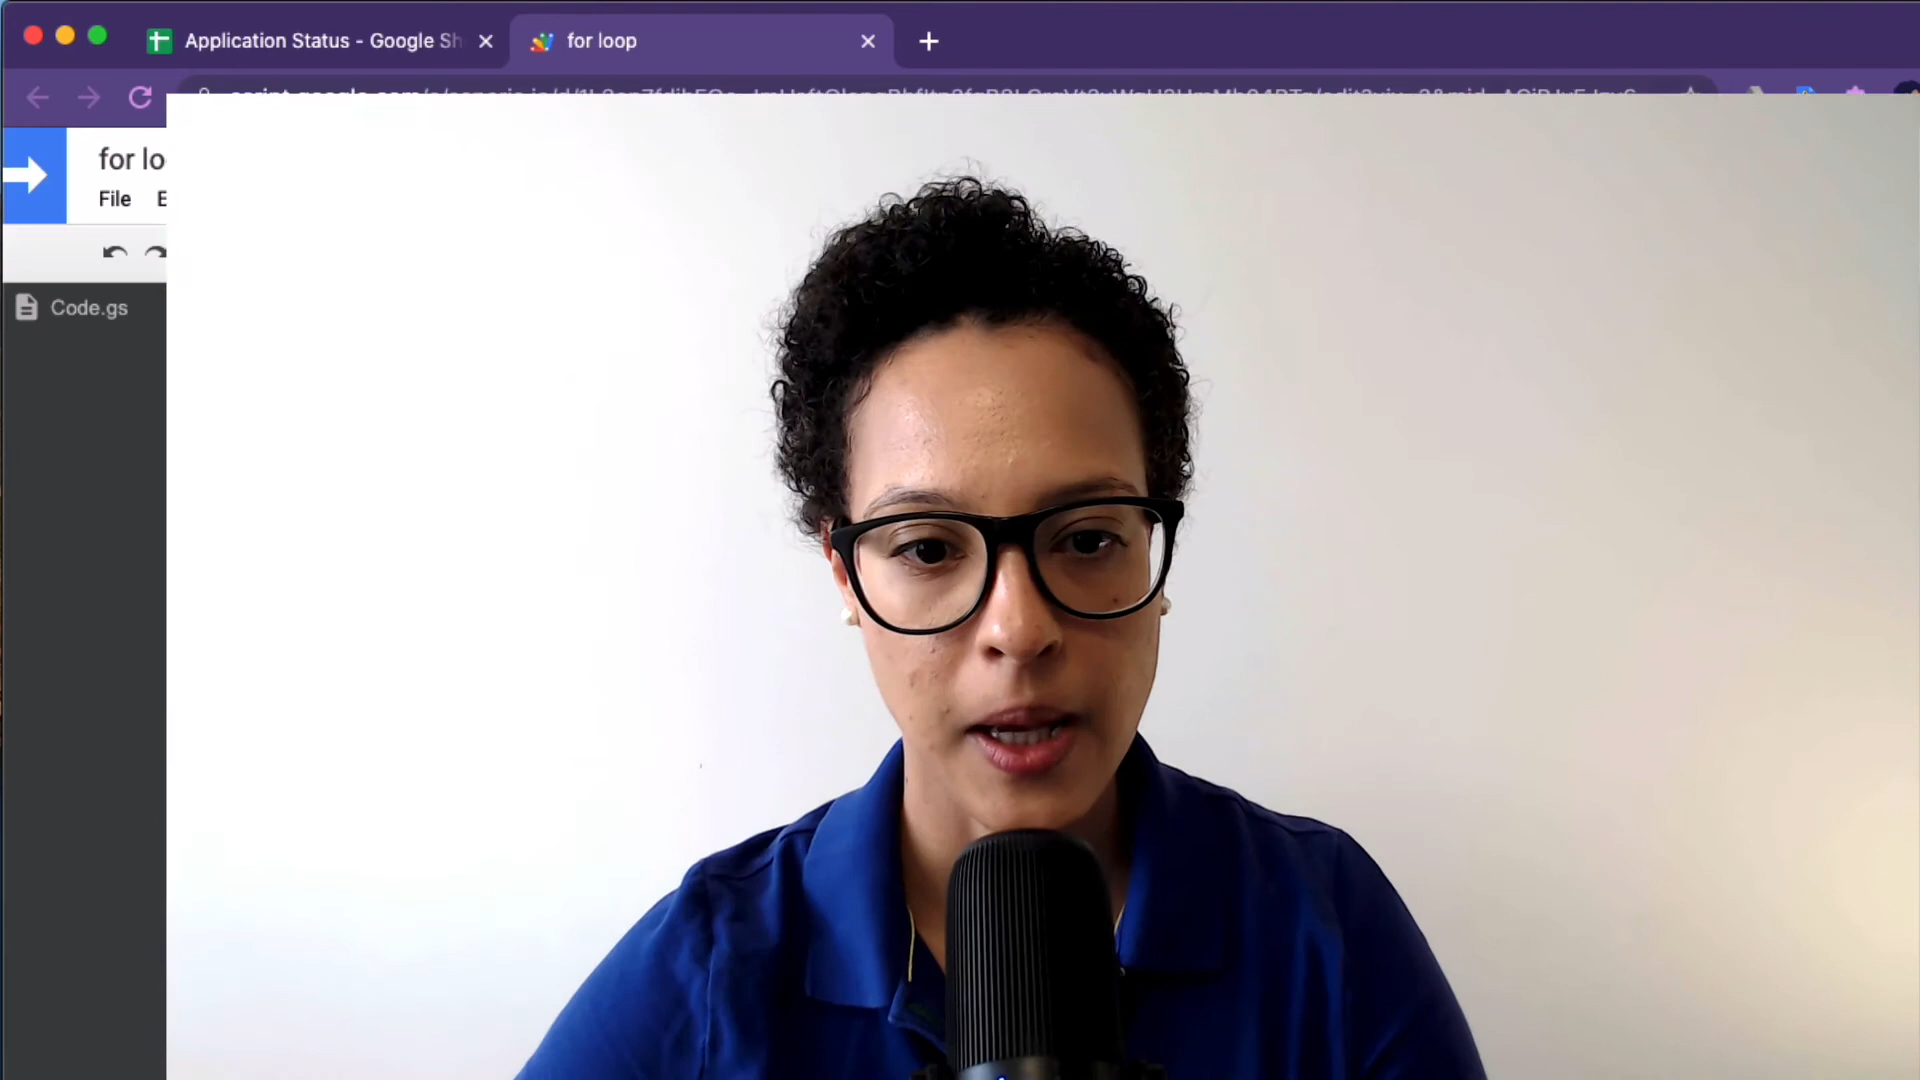 Application Status - Google Sh
for loop
for lo
File E
Code.gs